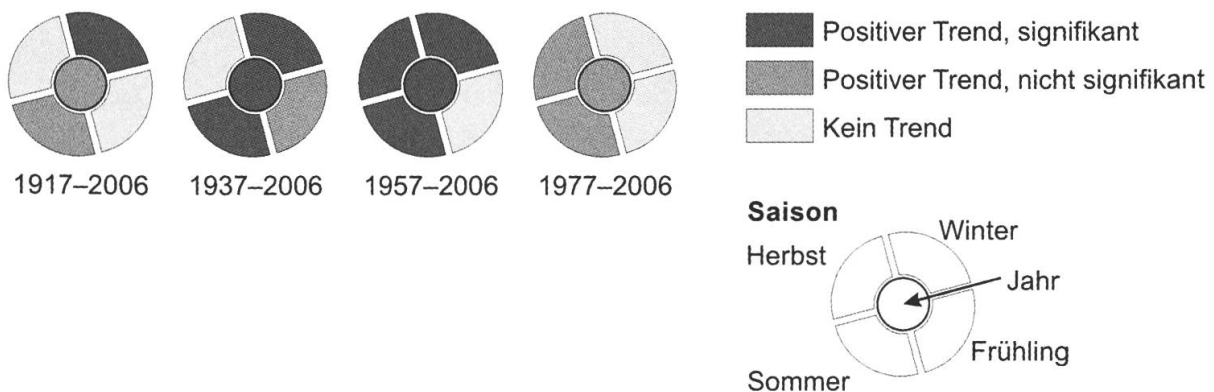 1917–2006
1937–2006
1957–2006
1977–2006
Positiver Trend, signifikant
Positiver Trend, nicht signifikant
Kein Trend
Saison
Herbst
Winter
Jahr
Frühling
Sommer